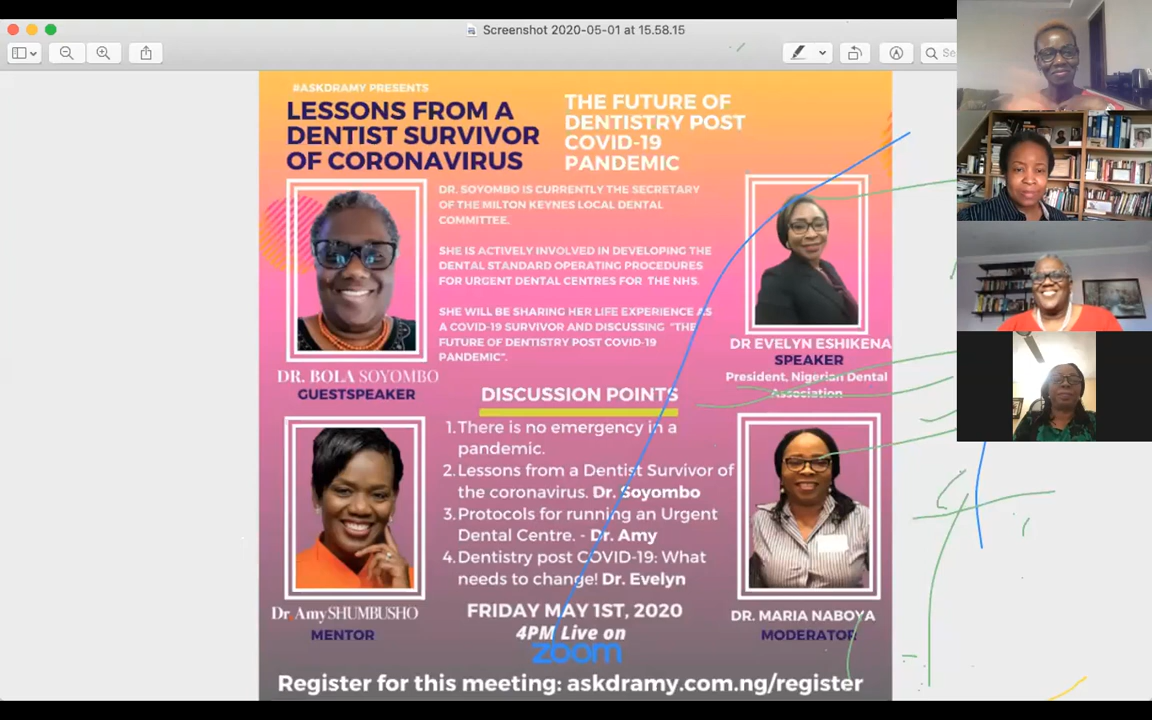 Screenshot 2020-05-01 at 15.58.15
Se
#ASKDRAMY PRESENTS
LESSONS FROM A
DENTIST SURVIVOR
OF CORONAVIRUS
THE FUTURE OF
DENTISTRY POST
COVID-19
PANDEMIC
DR. SOYOMBO IS CURRENTLY THE SECRETARY
OF THE MILTON KEYNES LOCAL DENTAL
COMMITTEE.
SHE IS ACTIVELY INVOLVED IN DEVELOPING THE
DENTAL STANDARD OPERATING PROCEDURES
FOR URGENT DENTAL CENTRES FOR THE NHS.
SHE WILL BE SHARING HER LIFE EXPERIENCE AS
A COVID-19 SURVIVOR AND DISCUSSING "THE
FUTURE OF DENTISTRY POST COVID-19
PANDEMIC".
DR. BOLA SOYOMBO
GUESTSPEAKER
DR EVELYN ESHIKENA
SPEAKER
President, Nigerian Dental
Association
DISCUSSION POINTS
1. There is no emergency in a
pandemic.
2. Lessons from a Dentist Survivor of
the coronavirus. Dr. Soyombo
3. Protocols for running an Urgent
Dental Centre. - Dr. Amy
4. Dentistry post COVID-19: What
needs to change! Dr. Evelyn
Dr. Amy SHUMBUSHO
MENTOR
FRIDAY MAY 1ST, 2020
4PM Live on
zoom
DR. MARIA NABOYA
MODERATOR
Register for this meeting: askdramy.com.ng/register